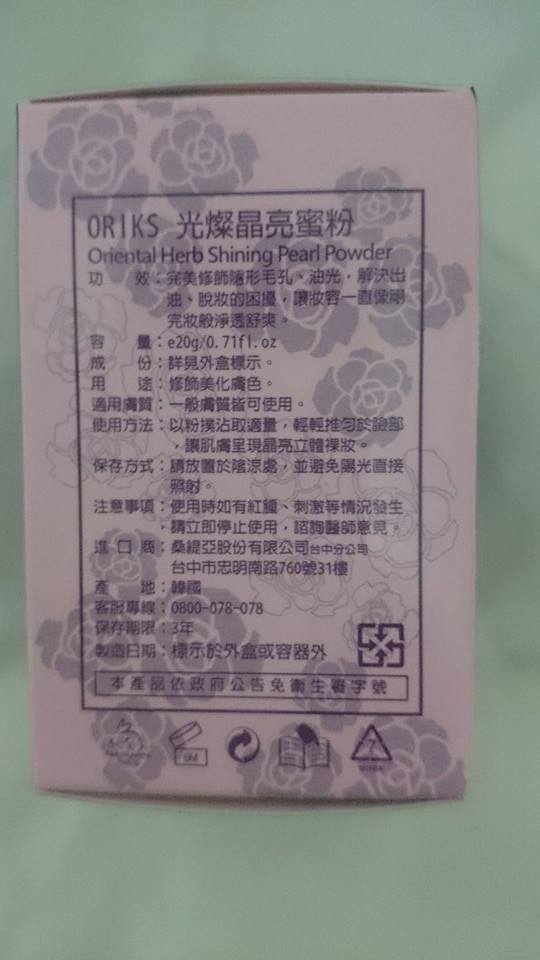 ORIKS 光燦晶亮蜜粉
Oriental Herb Shining Pearl Powder
功　　效：完美修飾隱形毛孔、油光，解決出
油、脫妝的困擾，讓妝容一直像剛
完妝般淨透舒爽。
容　　量：e20g/0.71fl.oz
成　　份：詳見外盒標示。
用　　途：修飾美化膚色。
適用膚質：一般膚質皆可使用。
使用方法：以粉撲沾取適量，輕輕推勻於臉部
，讓肌膚呈現晶亮立體裸妝。
保存方式：請放置於陰涼處，並避免陽光直接
照射。
注意事項：使用時如有紅腫、刺激等情況發生
，請立即停止使用，諮詢醫師意見。
進 口 商：桑緹亞股份有限公司台中分公司
台中市忠明南路760號31樓
產　　地：韓國
客服專線：0800-078-078
保存期限：3年
製造日期：標示於外盒或容器外
本產品依政府公告免衛生署字號
6M
7